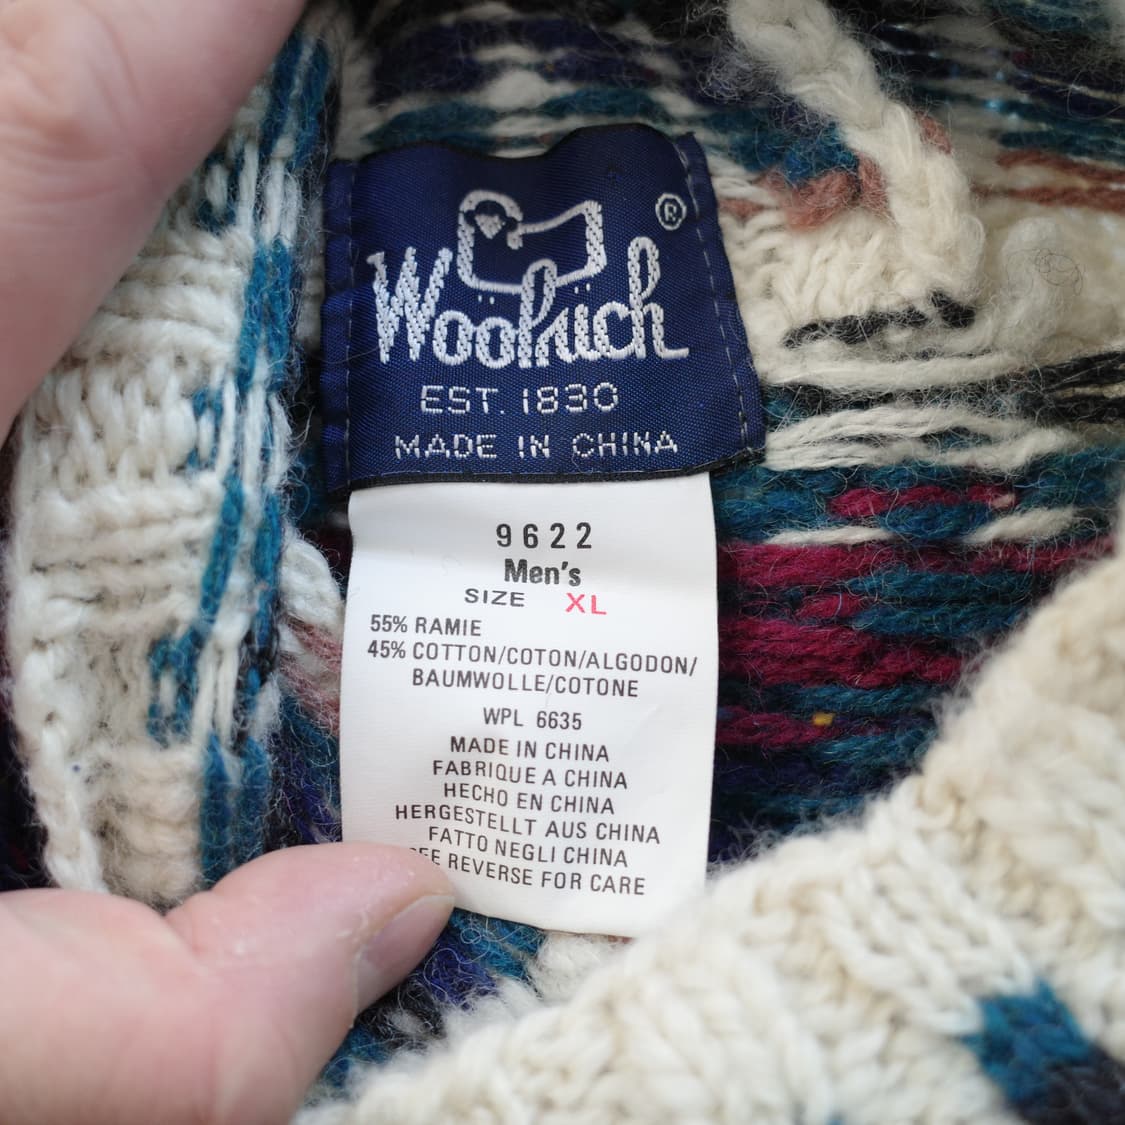 ®
Woolrich
EST. 1830
MADE IN CHINA
9622
Men's
SIZE XL
55% RAMIE
45% COTTON/COTON/ALGODON/
BAUMWOLLE/COTONE
WPL 6635
MADE IN CHINA
FABRIQUE A CHINA
HECHO EN CHINA
HERGESTELLT AUS CHINA
FATTO NEGLI CHINA
REVERSE FOR CARE